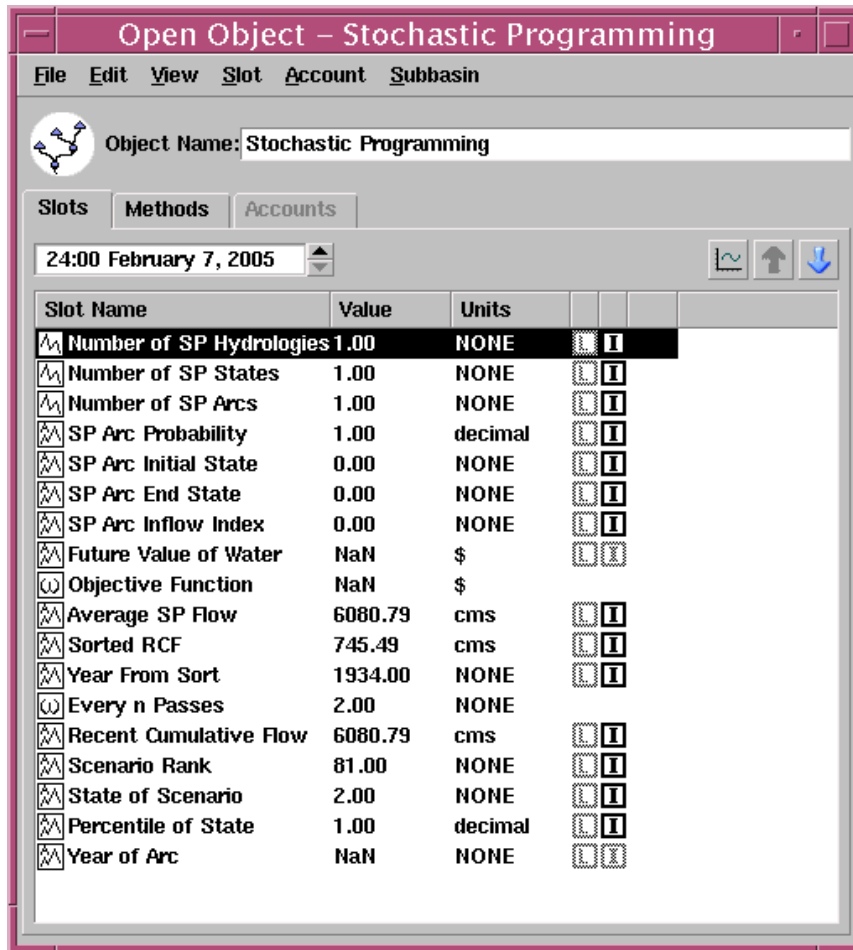 Open Object – Stochastic Programming
File Edit View Slot Account Subbasin
Object Name: Stochastic Programming
Slots Methods Accounts
24:00 February 7, 2005
Slot Name Value Units
Number of SP Hydrologies 1.00 NONE L I
Number of SP States 1.00 NONE L I
Number of SP Arcs 1.00 NONE L I
SP Arc Probability 1.00 decimal L I
SP Arc Initial State 0.00 NONE L I
SP Arc End State 0.00 NONE L I
SP Arc Inflow Index 0.00 NONE L I
Future Value of Water NaN $ L I
ω Objective Function NaN $
Average SP Flow 6080.79 cms L I
Sorted RCF 745.49 cms L I
Year From Sort 1934.00 NONE L I
ω Every n Passes 2.00 NONE
Recent Cumulative Flow 6080.79 cms L I
Scenario Rank 81.00 NONE L I
State of Scenario 2.00 NONE L I
Percentile of State 1.00 decimal L I
Year of Arc NaN NONE L I